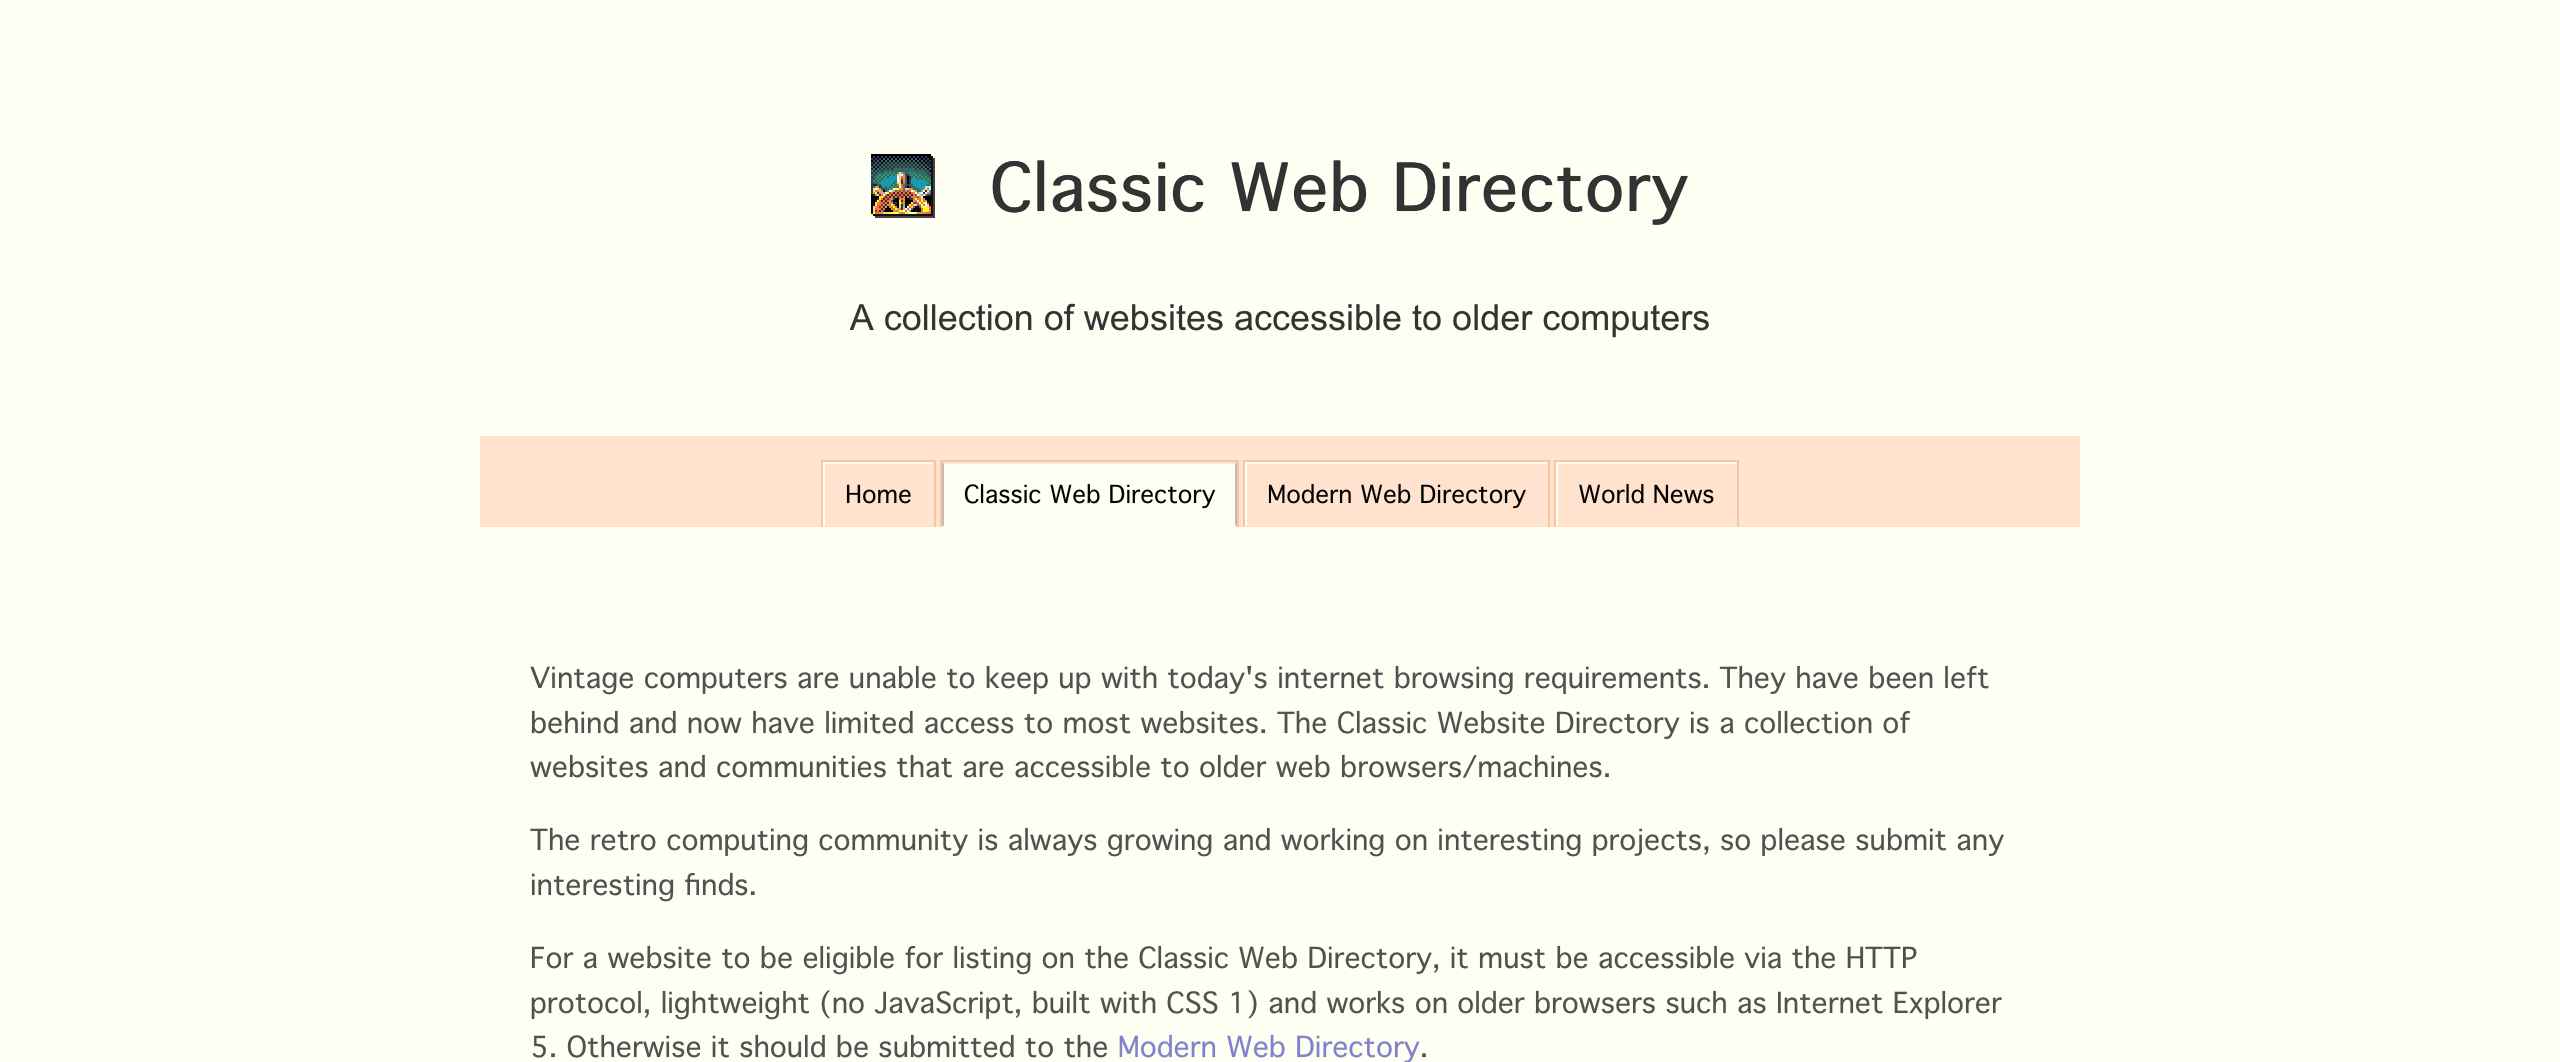 Classic Web Directory
A collection of websites accessible to older computers
Home
Classic Web Directory
Modern Web Directory
World News
Vintage computers are unable to keep up with today's internet browsing requirements. They have been left
behind and now have limited access to most websites. The Classic Website Directory is a collection of
websites and communities that are accessible to older web browsers/machines.
The retro computing community is always growing and working on interesting projects, so please submit any
interesting finds.
For a website to be eligible for listing on the Classic Web Directory, it must be accessible via the HTTP
protocol, lightweight (no JavaScript, built with CSS 1) and works on older browsers such as Internet Explorer
5. Otherwise it should be submitted to the Modern Web Directory.